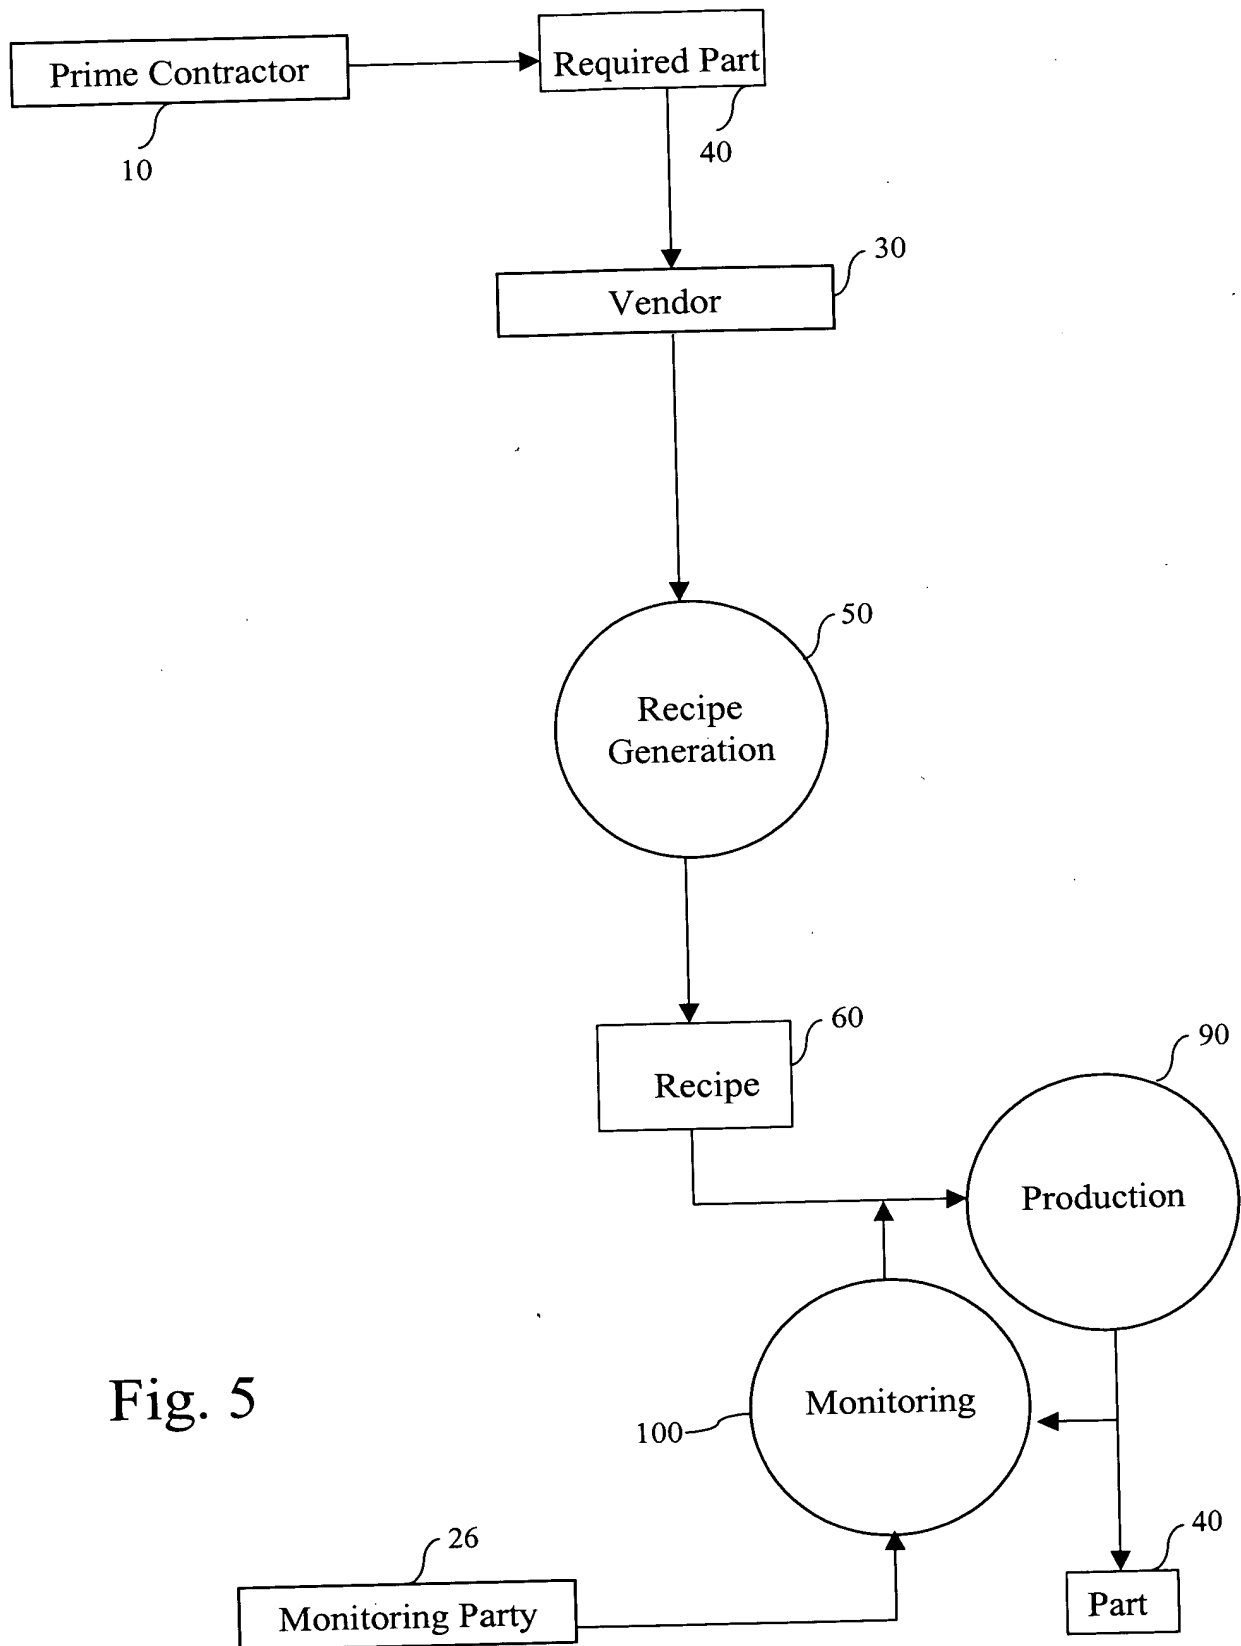 Prime Contractor
10
Required Part
40
30
Vendor
50
Recipe
Generation
60
Recipe
90
Production
Monitoring
100
Fig. 5
26
Monitoring Party
40
Part